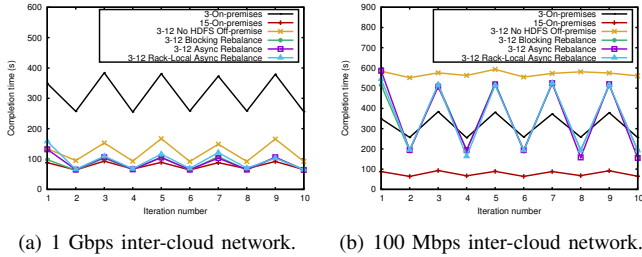 600
500
400
300
200
100
0
1 2 3 4 5 6 7 8 9 10
Completion time (s)
Iteration number
3-On-premises
15-On-premises
3-12 No HDFS Off-premise
3-12 Blocking Rebalance
3-12 Async Rebalance
3-12 Rack-Local Async Rebalance
(a) 1 Gbps inter-cloud network.
900
800
700
600
500
400
300
200
100
0
1 2 3 4 5 6 7 8 9 10
Completion time (s)
Iteration number
3-On-premises
15-On-premises
3-12 No HDFS Off-premise
3-12 Blocking Rebalance
3-12 Async Rebalance
3-12 Rack-Local Async Rebalance
(b) 100 Mbps inter-cloud network.